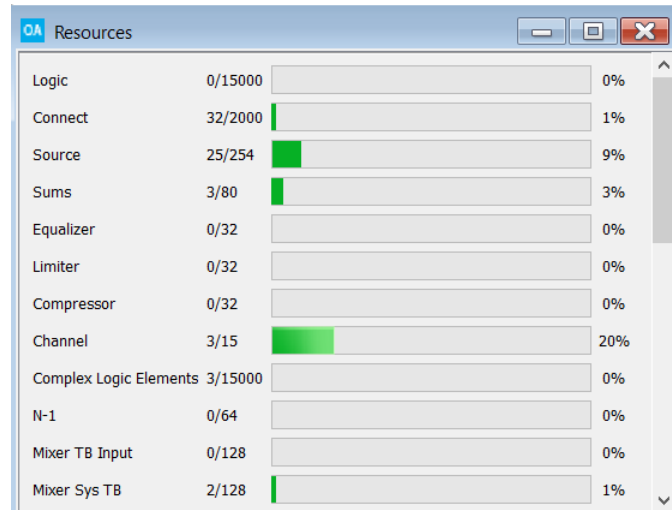 OA Resources
Logic 0/15000 0%
Connect 32/2000 1%
Source 25/254 9%
Sums 3/80 3%
Equalizer 0/32 0%
Limiter 0/32 0%
Compressor 0/32 0%
Channel 3/15 20%
Complex Logic Elements 3/15000 0%
N-1 0/64 0%
Mixer TB Input 0/128 0%
Mixer Sys TB 2/128 1%